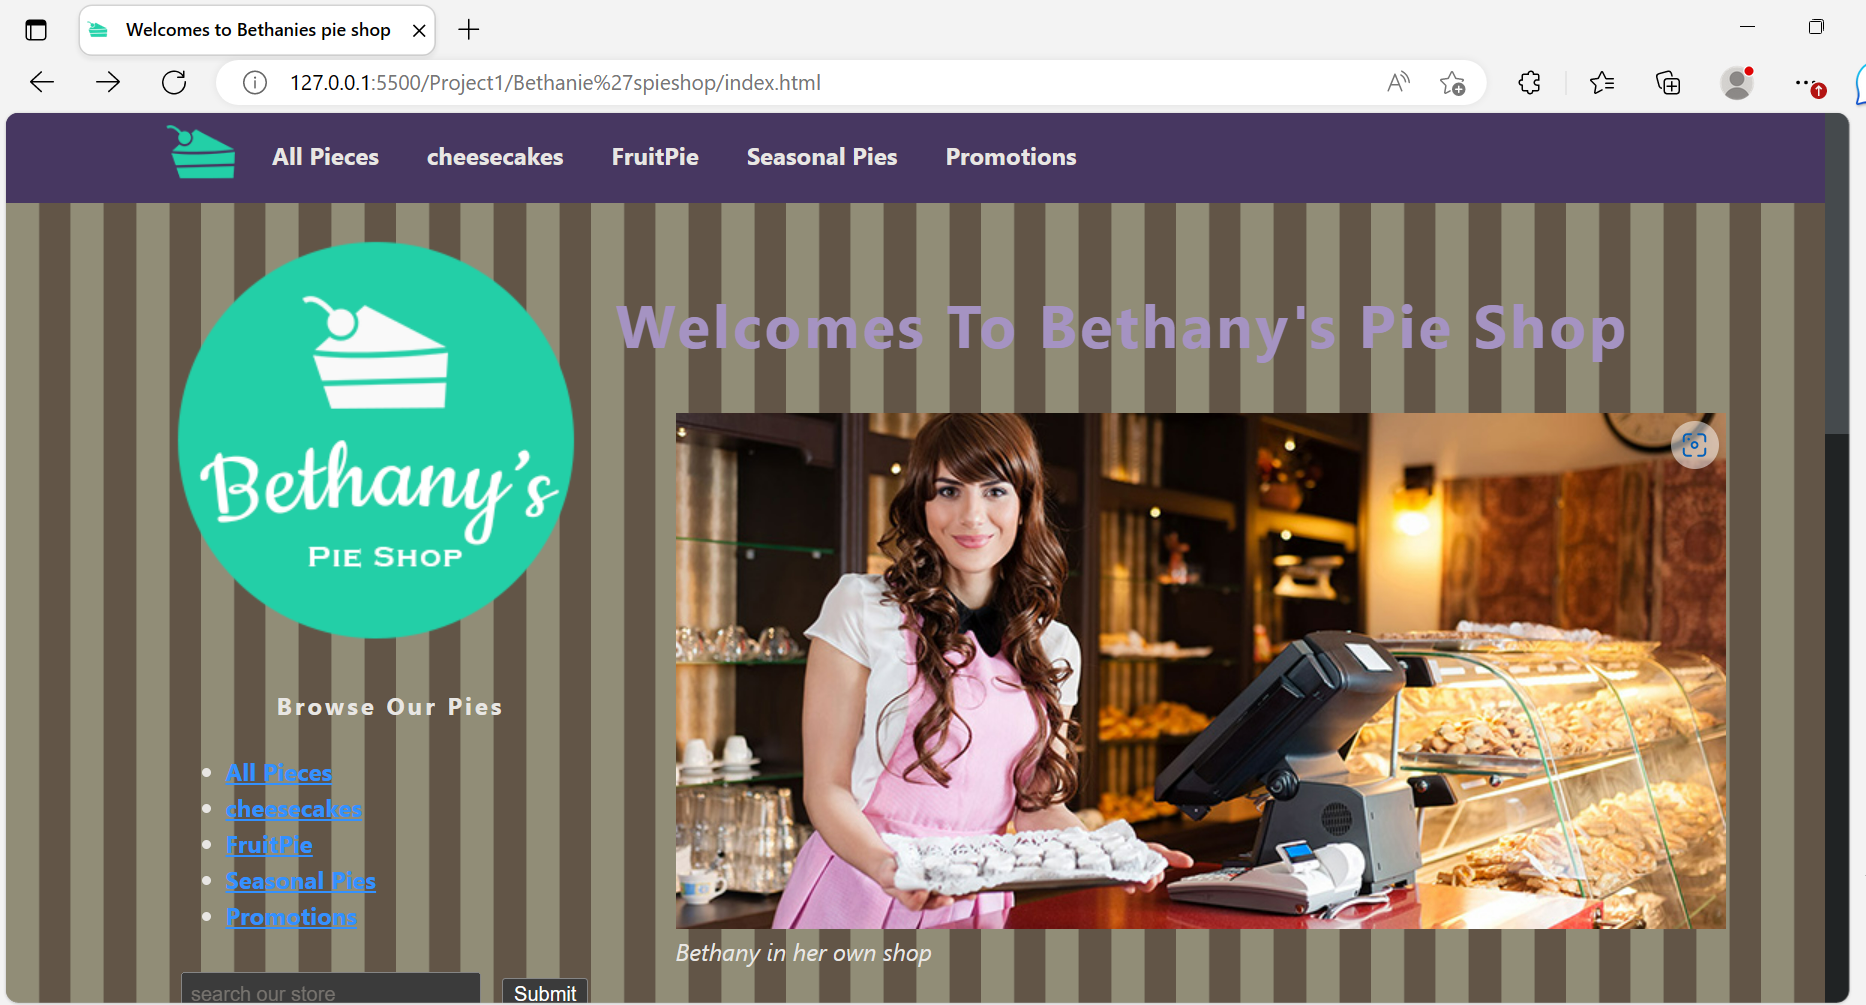 Welcomes to Bethanies pie shop
127.0.0.1:5500/Project1/Bethanie%27spieshop/index.html
All Pieces cheesecakes FruitPie Seasonal Pies Promotions
Bethany's
PIE SHOP
Welcomes To Bethany's Pie Shop
Browse Our Pies
All Pieces
cheesecakes
FruitPie
Seasonal Pies
Promotions
Bethany in her own shop
search our store Submit